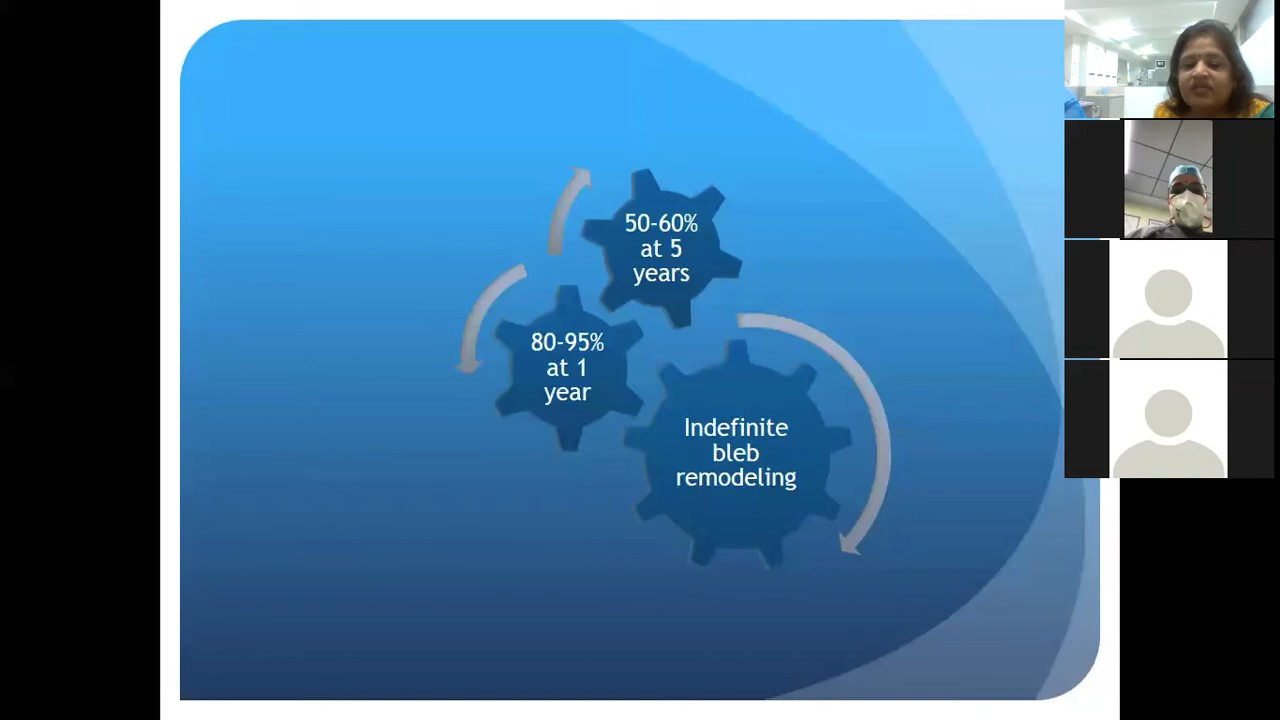 50-60%
at 5
years
80-95%
at 1
year
Indefinite
bleb
remodeling